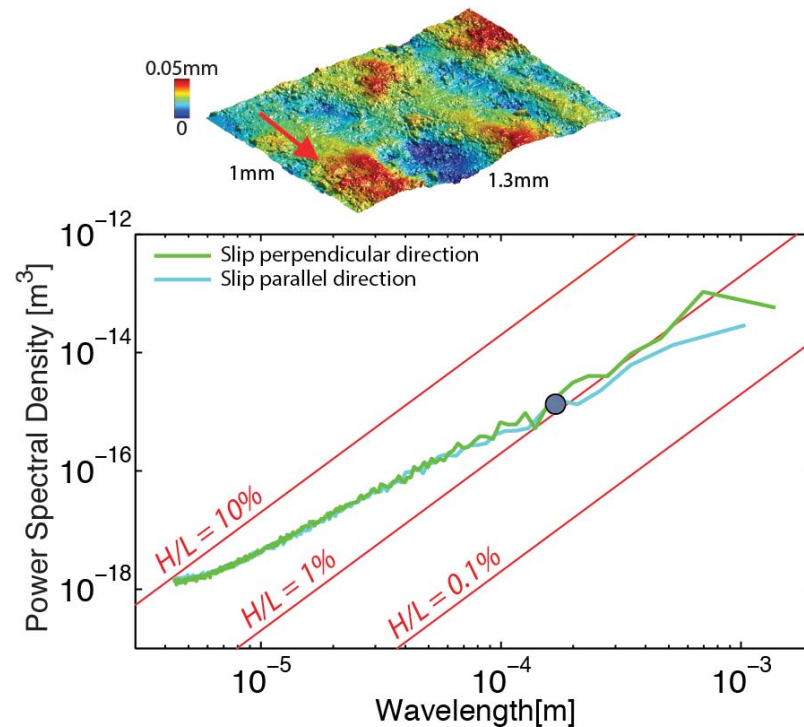 0.05mm
0
1mm
1.3mm
Slip perpendicular direction
Slip parallel direction
Power Spectral Density [m³]
10⁻¹²
10⁻¹⁴
10⁻¹⁶
10⁻¹⁸
H/L = 10%
H/L = 1%
H/L = 0.1%
10⁻⁵
10⁻⁴
10⁻³
Wavelength[m]